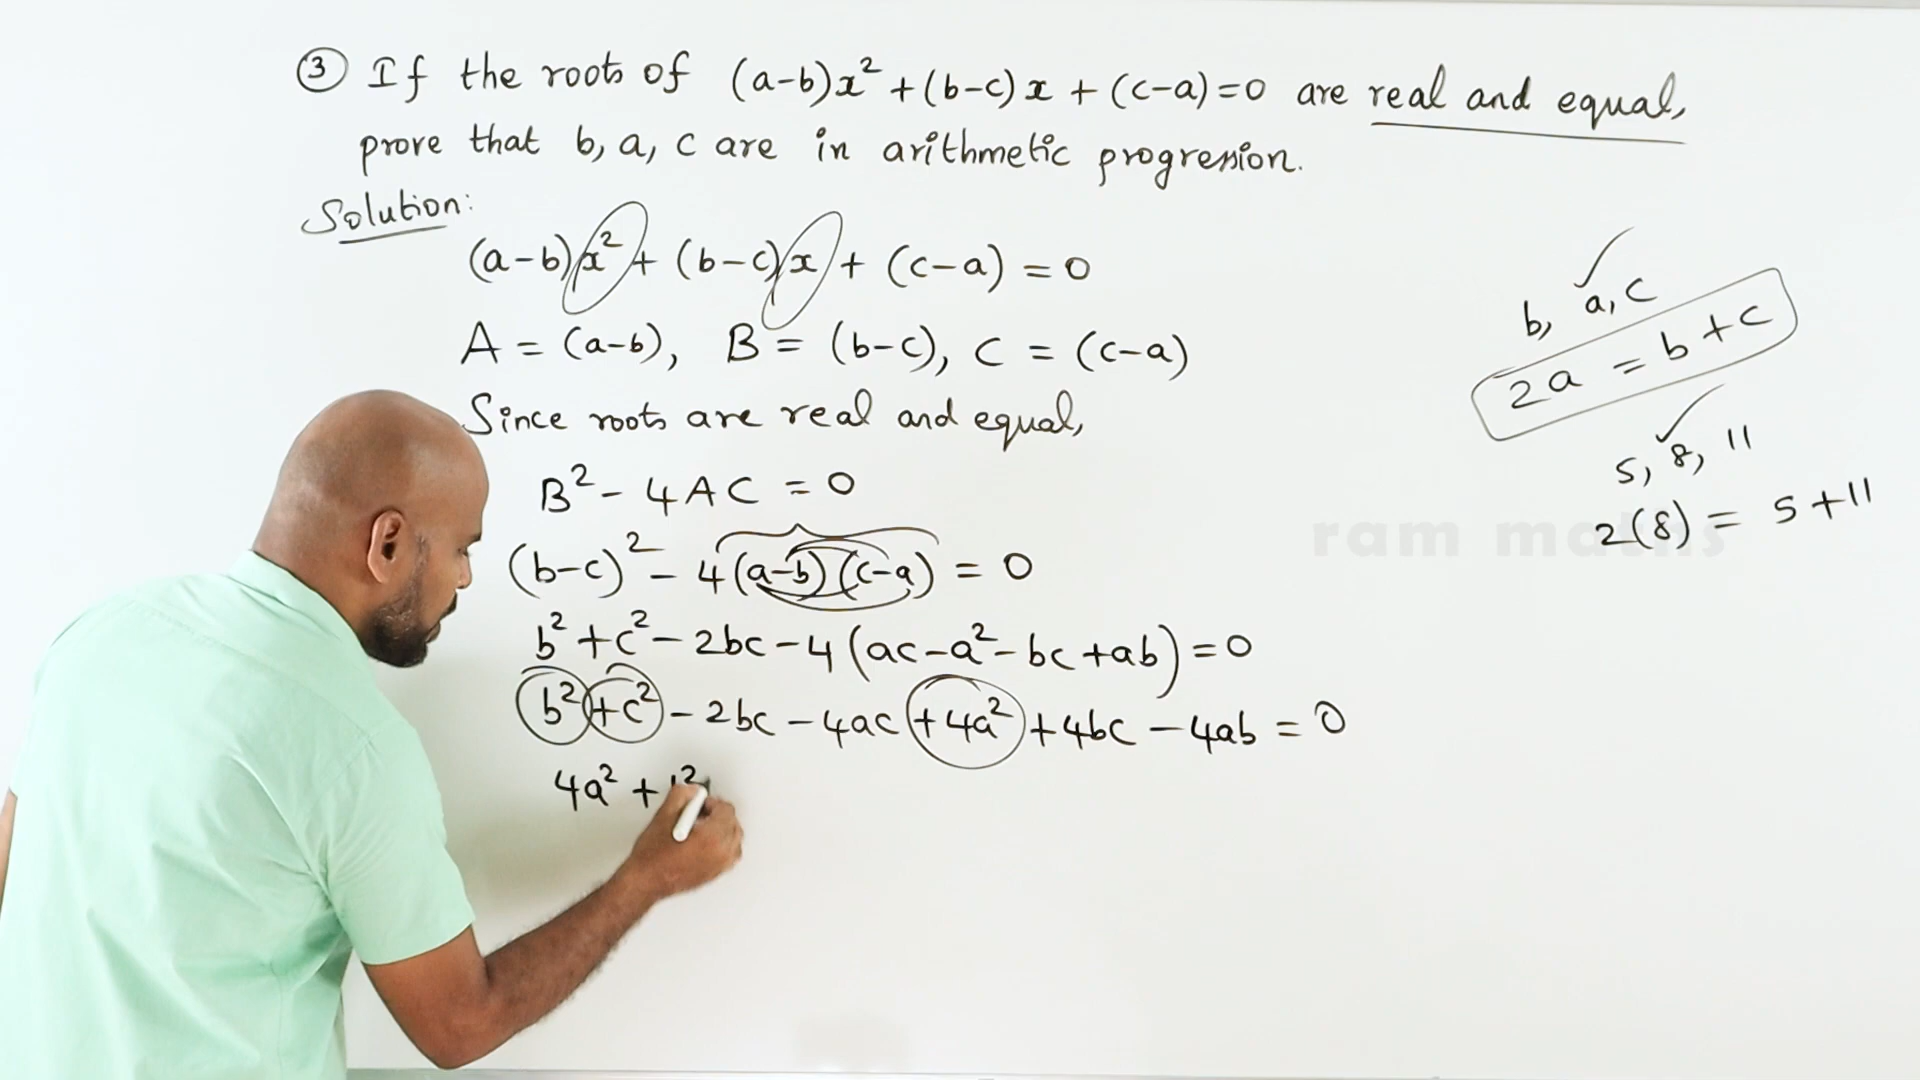 ③ If the roots of (a-b)x² + (b-c)x + (c-a) = 0 are real and equal,
prove that b, a, c are in arithmetic progression.
Solution:
(a-b)x² + (b-c)x + (c-a) = 0
A = (a-b), B = (b-c), C = (c-a)
Since roots are real and equal,
B² - 4AC = 0
(b-c)² - 4(a-b)(c-a) = 0
b² + c² - 2bc - 4(ac - a² - bc + ab) = 0
b² + c² - 2bc - 4ac + 4a² + 4bc - 4ab = 0
4a² +
b, a, c
2a = b + c
5, 8, 11
2(8) = 5 + 11
ram maths